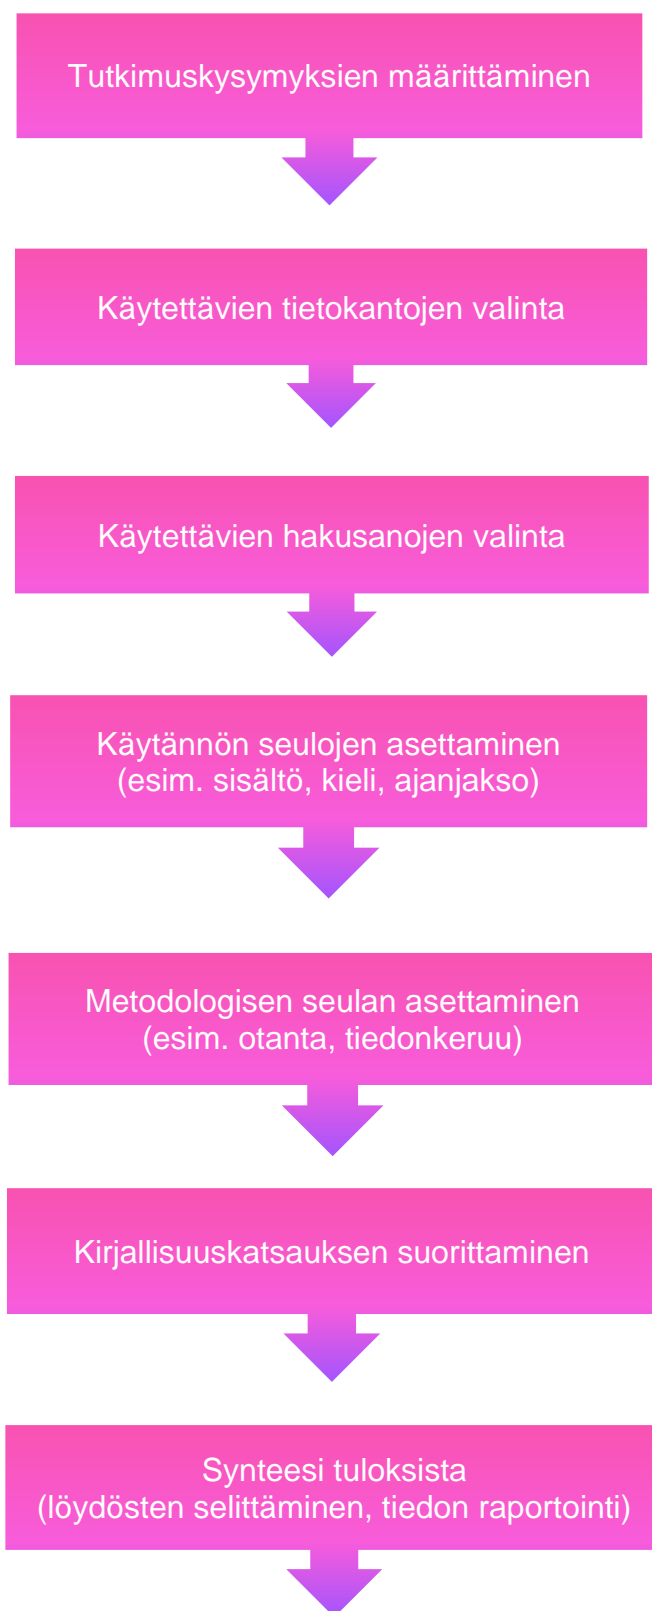 Tutkimuskysymyksien määrittäminen
Käytettävien tietokantojen valinta
Käytettävien hakusanojen valinta
Käytännön seulojen asettaminen
(esim. sisältö, kieli, ajanjakso)
Metodologisen seulan asettaminen
(esim. otanta, tiedonkeruu)
Kirjallisuuskatsauksen suorittaminen
Synteesi tuloksista
(löydösten selittäminen, tiedon raportointi)